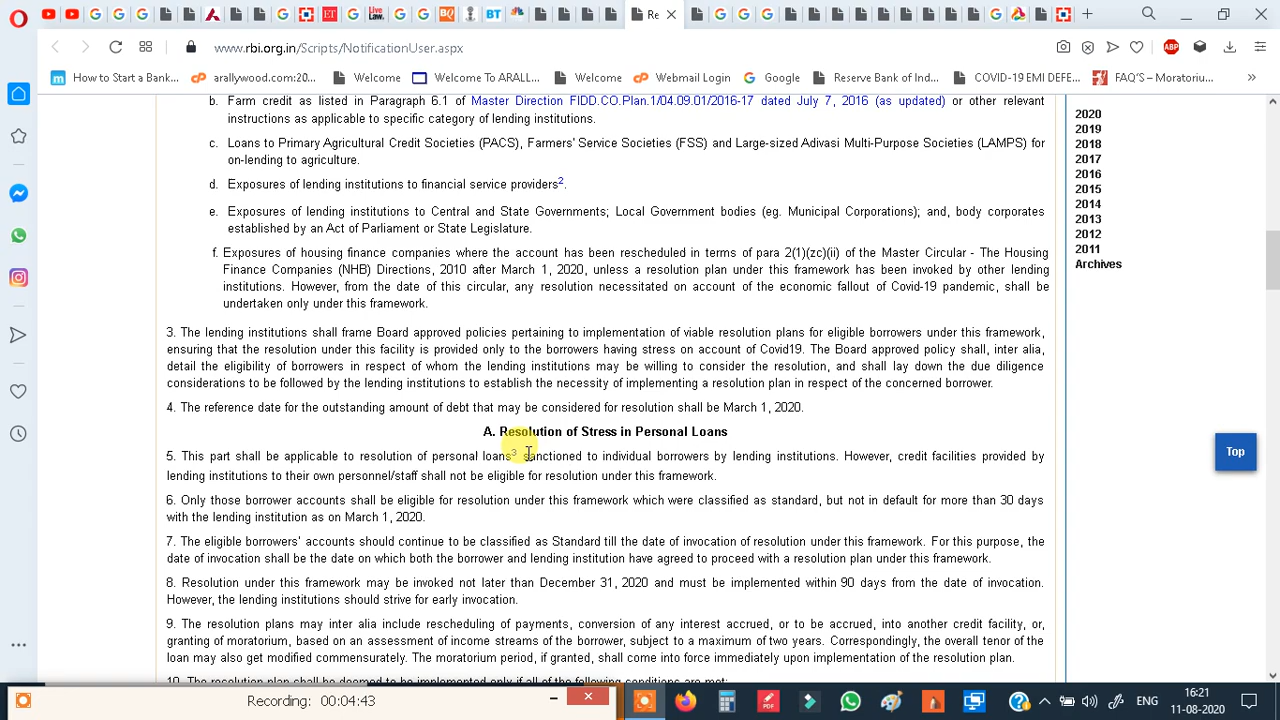 Re
www.rbi.org.in/Scripts/NotificationUser.aspx
How to Start a Bank... arallywood.com:20... Welcome Welcome To ARALL... Welcome Webmail Login Google Reserve Bank of Ind... COVID-19 EMI DEFE... FAQ'S – Moratoriu... »
b. Farm credit as listed in Paragraph 6.1 of Master Direction FIDD.CO.Plan.1/04.09.01/2016-17 dated July 7, 2016 (as updated) or other relevant
instructions as applicable to specific category of lending institutions.
c. Loans to Primary Agricultural Credit Societies (PACS), Farmers' Service Societies (FSS) and Large-sized Adivasi Multi-Purpose Societies (LAMPS) for
on-lending to agriculture.
d. Exposures of lending institutions to financial service providers2.
e. Exposures of lending institutions to Central and State Governments; Local Government bodies (eg. Municipal Corporations); and, body corporates
established by an Act of Parliament or State Legislature.
f. Exposures of housing finance companies where the account has been rescheduled in terms of para 2(1)(zc)(ii) of the Master Circular - The Housing
Finance Companies (NHB) Directions, 2010 after March 1, 2020, unless a resolution plan under this framework has been invoked by other lending
institutions. However, from the date of this circular, any resolution necessitated on account of the economic fallout of Covid-19 pandemic, shall be
undertaken only under this framework.
3. The lending institutions shall frame Board approved policies pertaining to implementation of viable resolution plans for eligible borrowers under this framework,
ensuring that the resolution under this facility is provided only to the borrowers having stress on account of Covid19. The Board approved policy shall, inter alia,
detail the eligibility of borrowers in respect of whom the lending institutions may be willing to consider the resolution, and shall lay down the due diligence
considerations to be followed by the lending institutions to establish the necessity of implementing a resolution plan in respect of the concerned borrower.
4. The reference date for the outstanding amount of debt that may be considered for resolution shall be March 1, 2020.
A. Resolution of Stress in Personal Loans
5. This part shall be applicable to resolution of personal loans3 sanctioned to individual borrowers by lending institutions. However, credit facilities provided by
lending institutions to their own personnel/staff shall not be eligible for resolution under this framework.
6. Only those borrower accounts shall be eligible for resolution under this framework which were classified as standard, but not in default for more than 30 days
with the lending institution as on March 1, 2020.
7. The eligible borrowers' accounts should continue to be classified as Standard till the date of invocation of resolution under this framework. For this purpose, the
date of invocation shall be the date on which both the borrower and lending institution have agreed to proceed with a resolution plan under this framework.
8. Resolution under this framework may be invoked not later than December 31, 2020 and must be implemented within 90 days from the date of invocation.
However, the lending institutions should strive for early invocation.
9. The resolution plans may inter alia include rescheduling of payments, conversion of any interest accrued, or to be accrued, into another credit facility, or,
granting of moratorium, based on an assessment of income streams of the borrower, subject to a maximum of two years. Correspondingly, the overall tenor of the
loan may also get modified commensurately. The moratorium period, if granted, shall come into force immediately upon implementation of the resolution plan.
10. The resolution plan shall be deemed to be implemented only if all of the following conditions are met:
2020
2019
2018
2017
2016
2015
2014
2013
2012
2011
Archives
Top
Recording: 00:04:43
ENG
16:21
11-08-2020